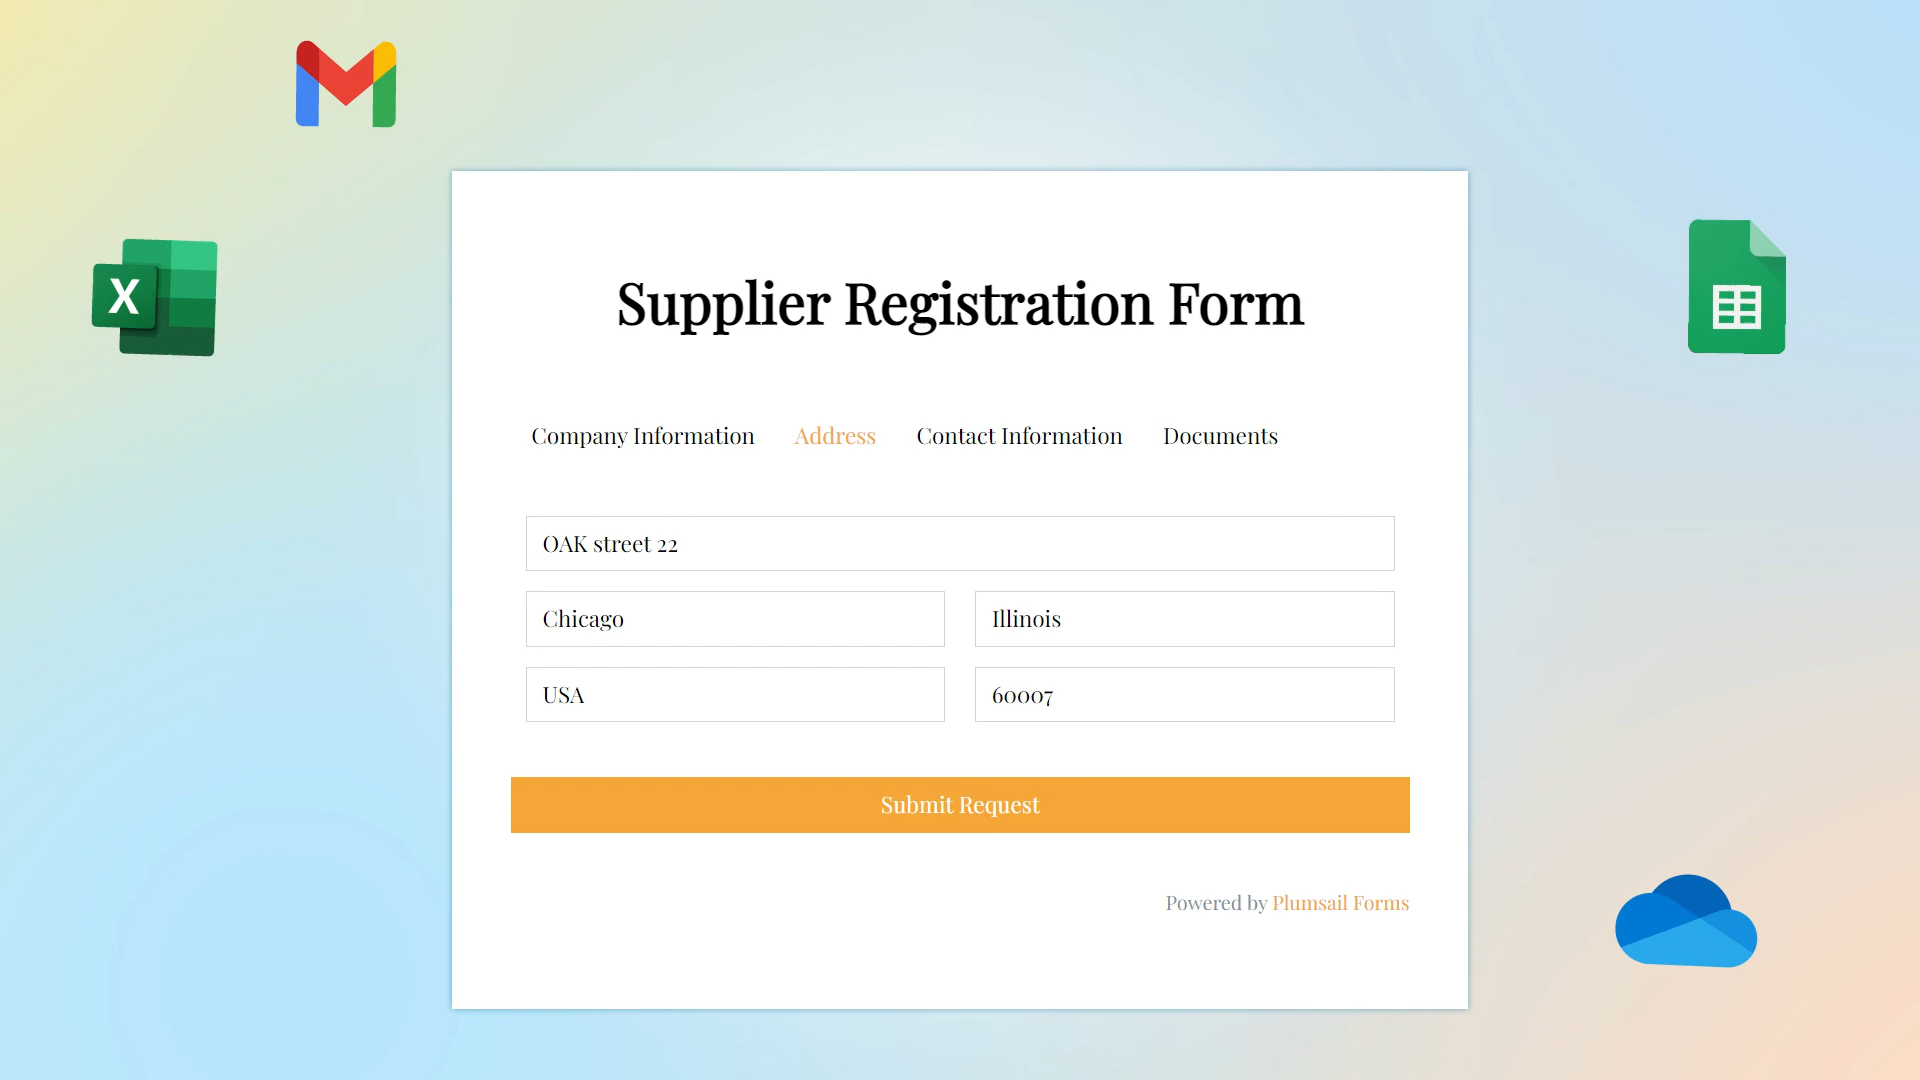 X
Supplier Registration Form
Company Information Address Contact Information Documents
OAK street 22
Chicago Illinois
USA 60007
Submit Request
Powered by Plumsail Forms